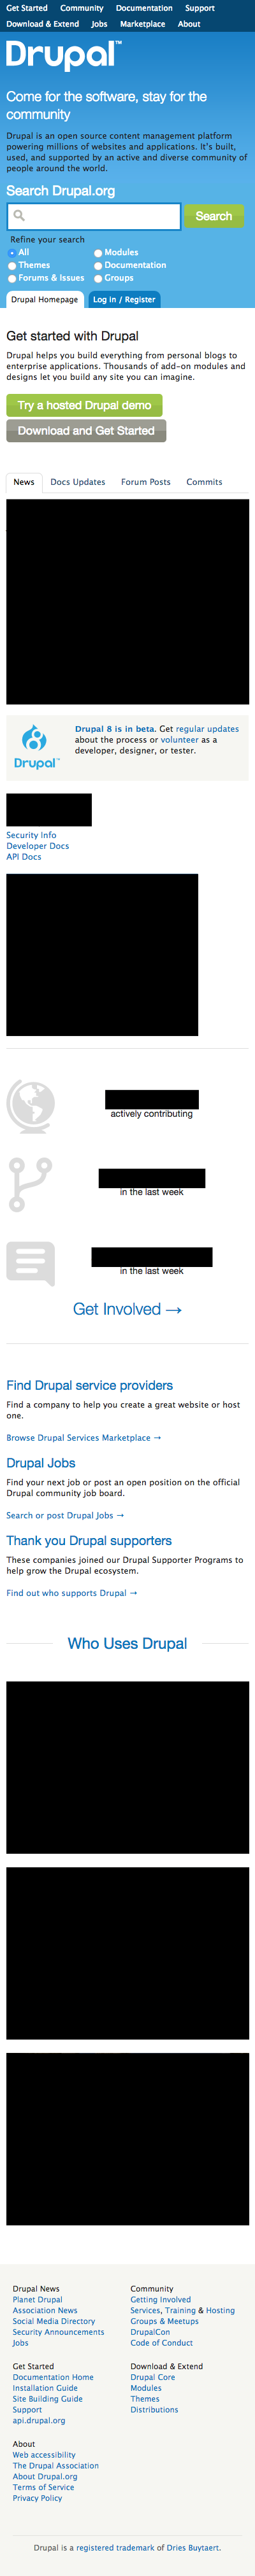 Get Started Community Documentation Support
Download & Extend Jobs Marketplace About
Drupal™
Come for the software, stay for the
community
Drupal is an open source content management platform
powering millions of websites and applications. It's built,
used, and supported by an active and diverse community of
people around the world.
Search Drupal.org
Search
Refine your search
All Modules
Themes Documentation
Forums & Issues Groups
Drupal Homepage Log in / Register
Get started with Drupal
Drupal helps you build everything from personal blogs to
enterprise applications. Thousands of add-on modules and
designs let you build any site you can imagine.
Try a hosted Drupal demo
Download and Get Started
News Docs Updates Forum Posts Commits
Drupal 8 is in beta. Get regular updates
about the process or volunteer as a
developer, designer, or tester.
Drupal™
Security Info
Developer Docs
API Docs
actively contributing
in the last week
in the last week
Get Involved →
Find Drupal service providers
Find a company to help you create a great website or host
one.
Browse Drupal Services Marketplace →
Drupal Jobs
Find your next job or post an open position on the official
Drupal community job board.
Search or post Drupal Jobs →
Thank you Drupal supporters
These companies joined our Drupal Supporter Programs to
help grow the Drupal ecosystem.
Find out who supports Drupal →
Who Uses Drupal
Drupal News
Planet Drupal
Association News
Social Media Directory
Security Announcements
Jobs
Community
Getting Involved
Services, Training & Hosting
Groups & Meetups
DrupalCon
Code of Conduct
Get Started
Documentation Home
Installation Guide
Site Building Guide
Support
api.drupal.org
Download & Extend
Drupal Core
Modules
Themes
Distributions
About
Web accessibility
The Drupal Association
About Drupal.org
Terms of Service
Privacy Policy
Drupal is a registered trademark of Dries Buytaert.